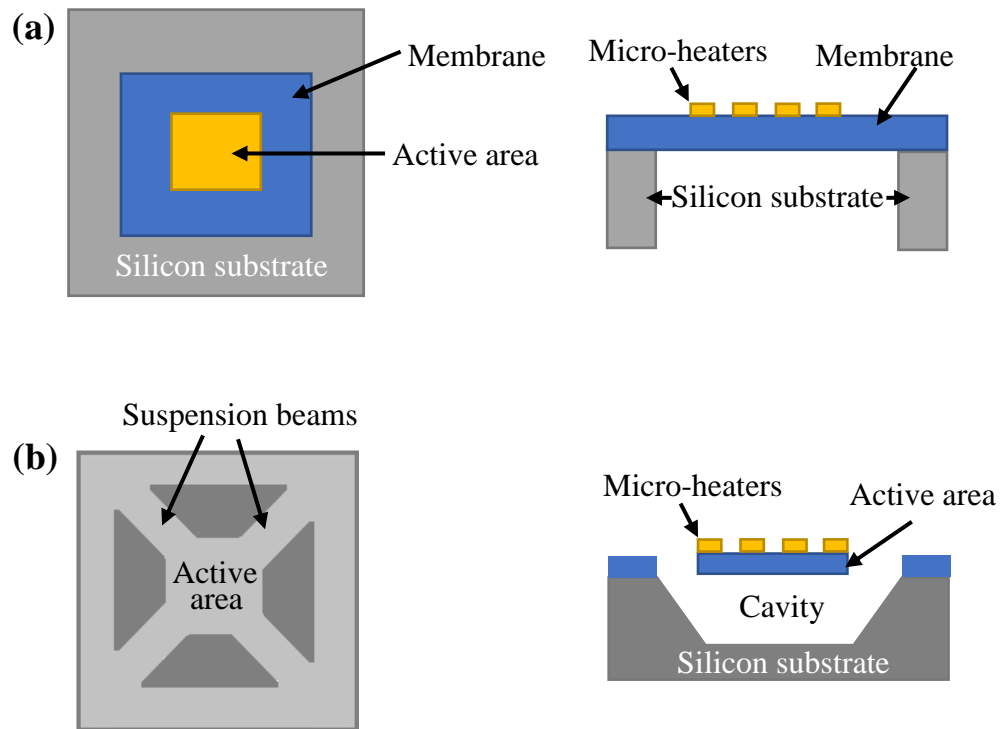 (a)
Membrane
Active area
Silicon substrate
Micro-heaters
Membrane
Silicon substrate
(b)
Suspension beams
Active
area
Micro-heaters
Active area
Cavity
Silicon substrate